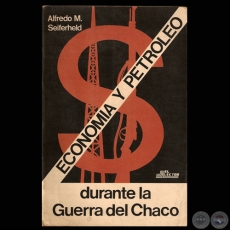 Alfredo M.
Seiferheld
ECONOMIA Y PETROLEO
durante la
Guerra del Chaco